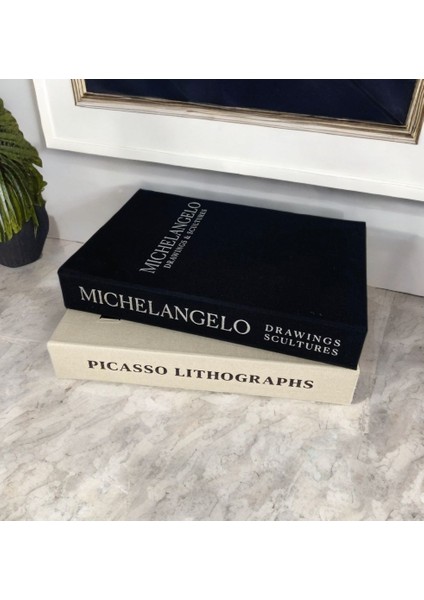 MICHELANGELO
DRAWINGS & SCULTURES
MICHELANGELO
DRAWINGS
SCULTURES
PICASSO LITHOGRAPHS